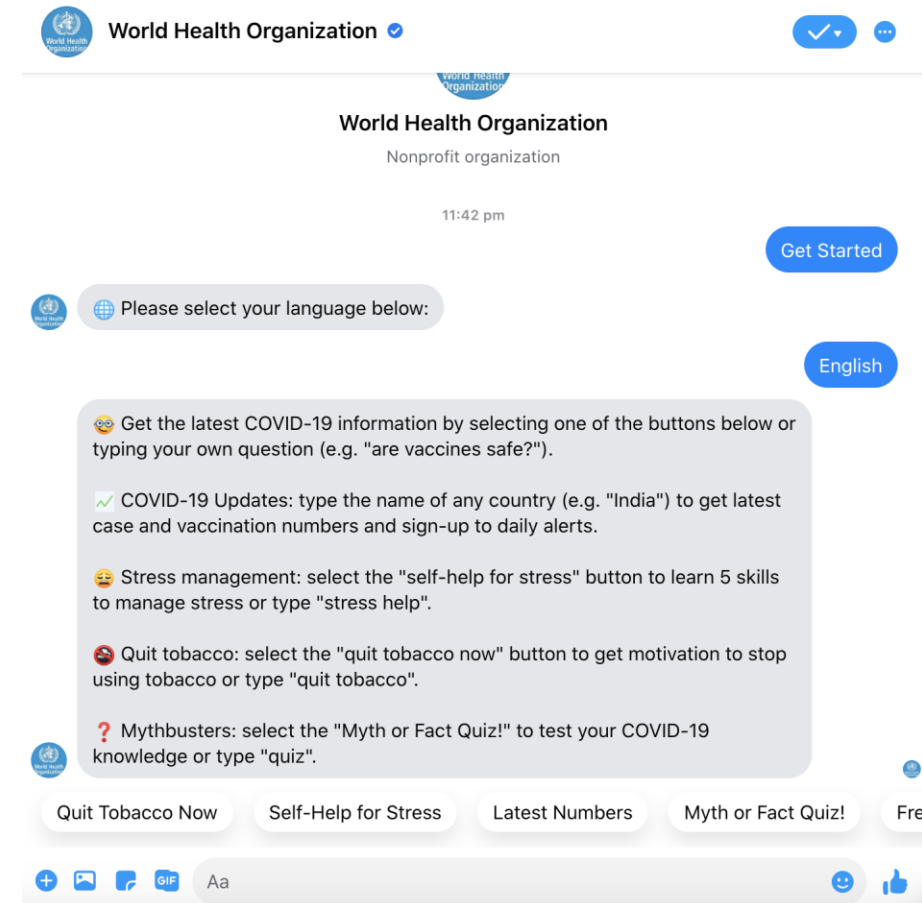 World Health Organization
World Health
Organization
World Health Organization
Nonprofit organization
11:42 pm
Get Started
🌐 Please select your language below:
English
🥸 Get the latest COVID-19 information by selecting one of the buttons below or
typing your own question (e.g. "are vaccines safe?").
📈 COVID-19 Updates: type the name of any country (e.g. "India") to get latest
case and vaccination numbers and sign-up to daily alerts.
😩 Stress management: select the "self-help for stress" button to learn 5 skills
to manage stress or type "stress help".
🚭 Quit tobacco: select the "quit tobacco now" button to get motivation to stop
using tobacco or type "quit tobacco".
❓ Mythbusters: select the "Myth or Fact Quiz!" to test your COVID-19
knowledge or type "quiz".
Quit Tobacco Now
Self-Help for Stress
Latest Numbers
Myth or Fact Quiz!
Fre
GIF
Aa